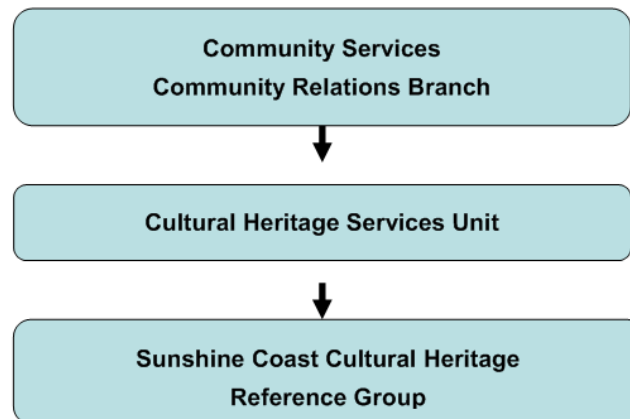 Community Services
Community Relations Branch
Cultural Heritage Services Unit
Sunshine Coast Cultural Heritage
Reference Group